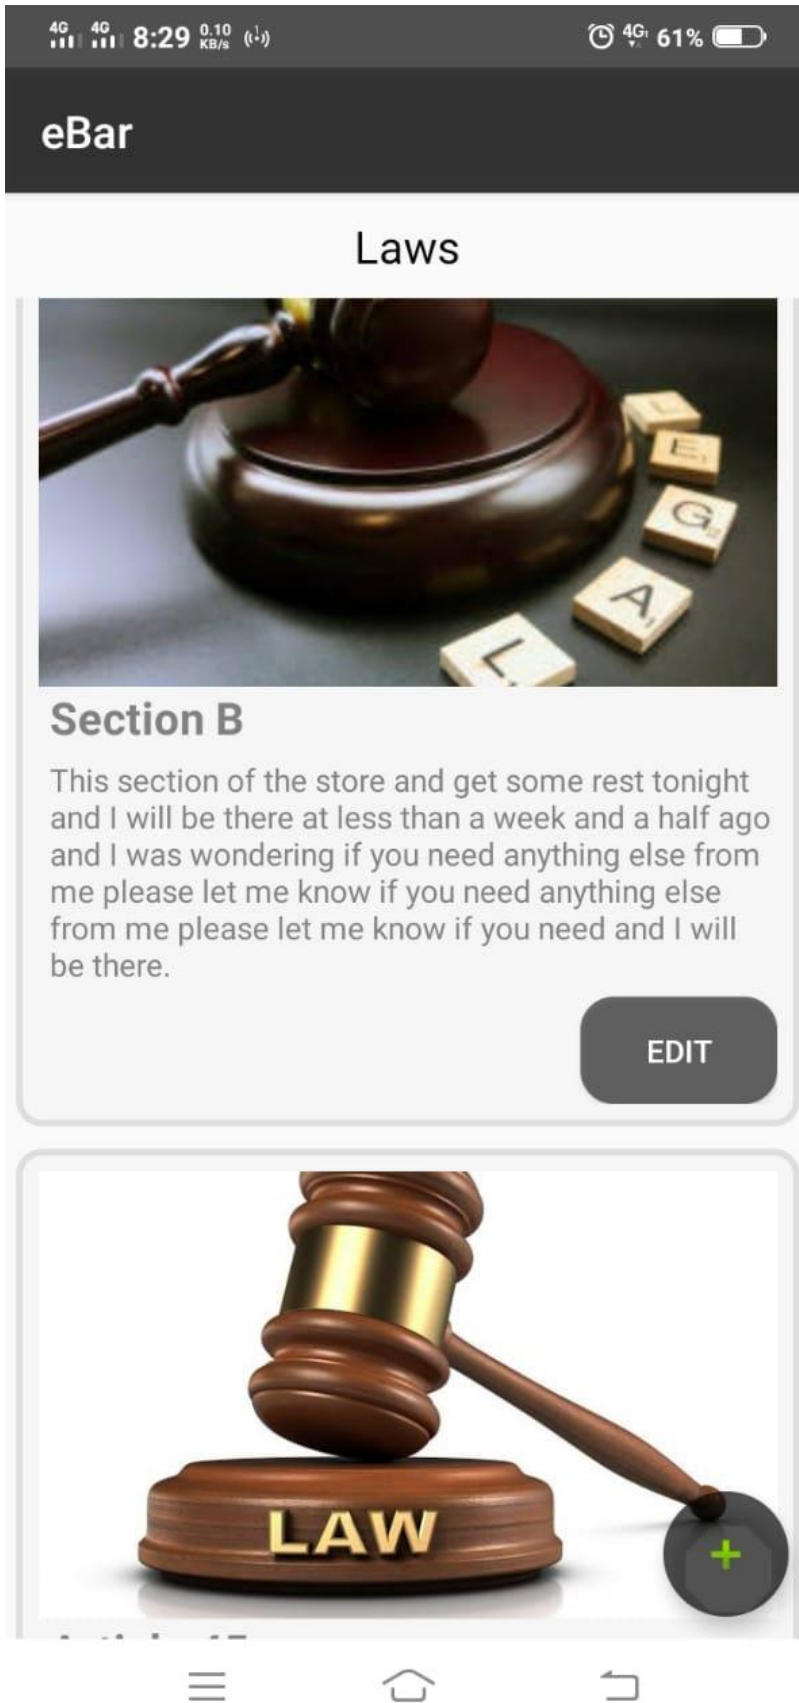 4G 4G 8:29 0.10 KB/s 4G 61%
eBar
Laws
L
E
G
A
L
Section B
This section of the store and get some rest tonight
and I will be there at less than a week and a half ago
and I was wondering if you need anything else from
me please let me know if you need anything else
from me please let me know if you need and I will
be there.
EDIT
LAW
+